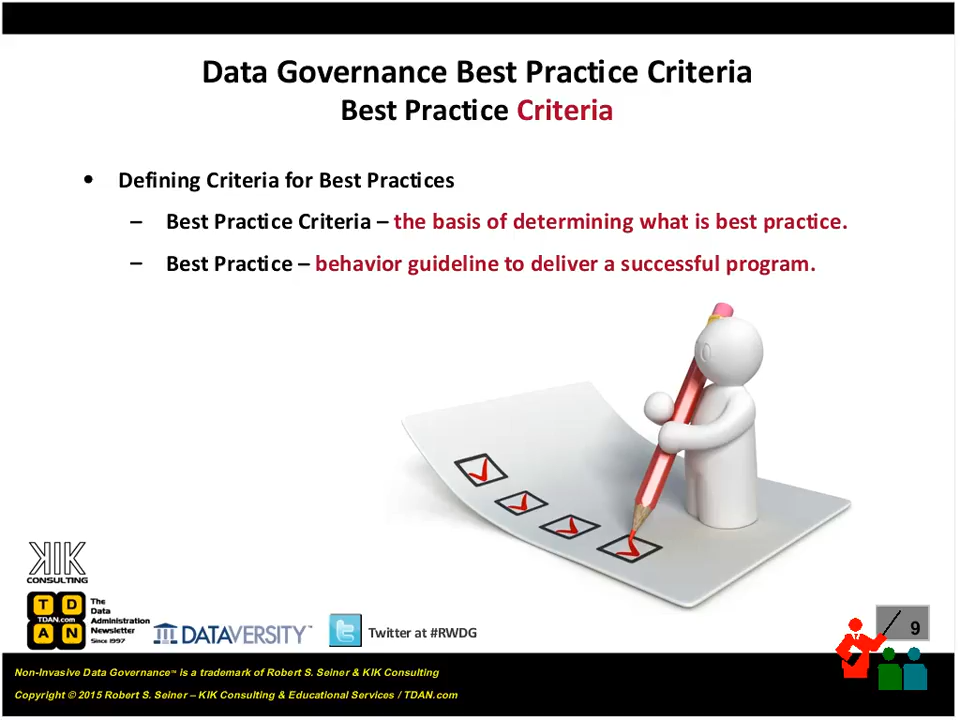 Data Governance Best Practice Criteria
Best Practice Criteria
• Defining Criteria for Best Practices
– Best Practice Criteria – the basis of determining what is best practice.
– Best Practice – behavior guideline to deliver a successful program.
KIK
CONSULTING
T D
TDAN.com
A N
The
Data
Administration
Newsletter
Since 1997
DATAVERSITY™
Twitter at #RWDG
9
Non-Invasive Data Governance™ is a trademark of Robert S. Seiner & KIK Consulting
Copyright © 2015 Robert S. Seiner – KIK Consulting & Educational Services / TDAN.com